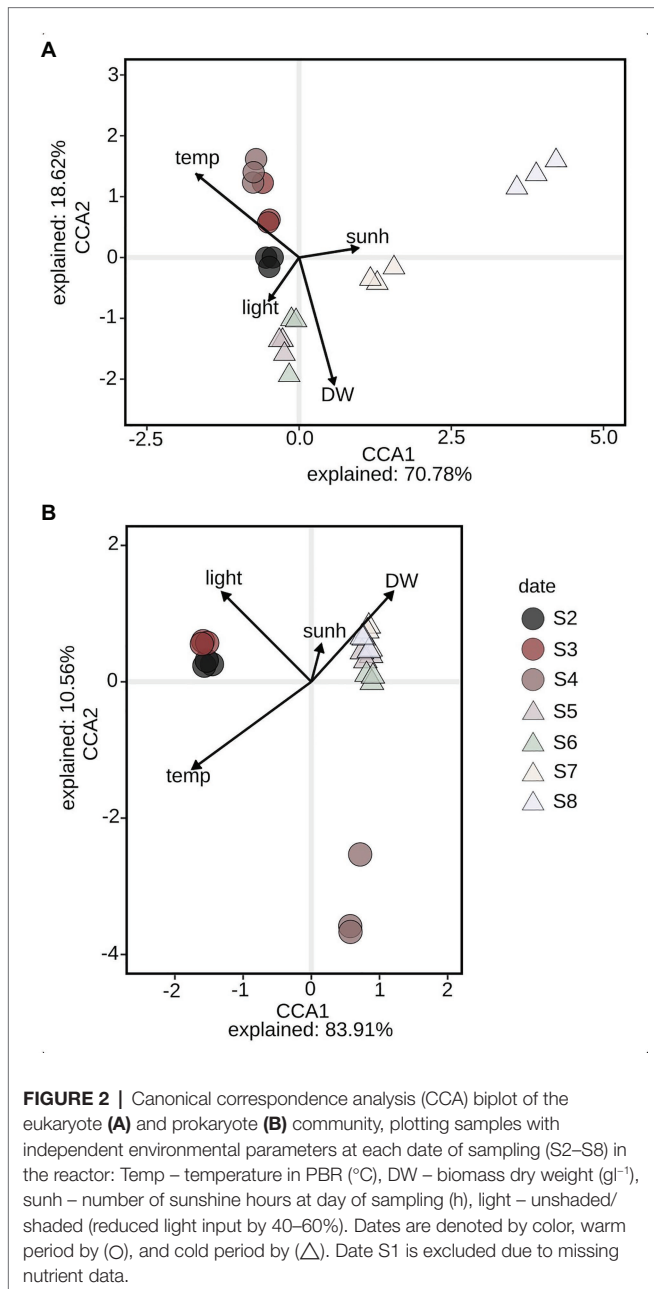 A
3
2
1
0
-1
-2
explained: 18.62%
CCA2
temp
sunh
light
DW
-2.5 0.0 2.5 5.0
CCA1
explained: 70.78%
B
2
0
-2
-4
explained: 10.56%
CCA2
light
DW
sunh
temp
-2 -1 0 1 2
CCA1
explained: 83.91%
date
S2
S3
S4
S5
S6
S7
S8
FIGURE 2 | Canonical correspondence analysis (CCA) biplot of the
eukaryote (A) and prokaryote (B) community, plotting samples with
independent environmental parameters at each date of sampling (S2–S8) in
the reactor: Temp – temperature in PBR (°C), DW – biomass dry weight (gl⁻¹),
sunh – number of sunshine hours at day of sampling (h), light – unshaded/
shaded (reduced light input by 40–60%). Dates are denoted by color, warm
period by (○), and cold period by (△). Date S1 is excluded due to missing
nutrient data.